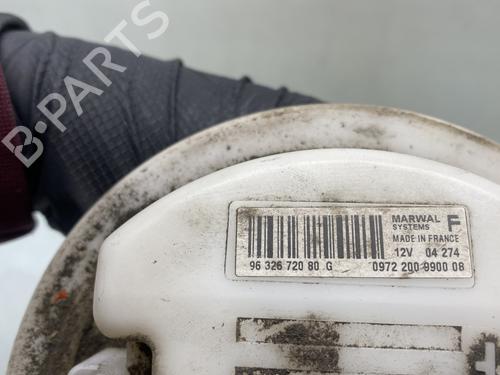 B-PARTS
MARWAL F
SYSTEMS
MADE IN FRANCE
12V 04 274
96 326 720 80 G 0972 200 9900 08